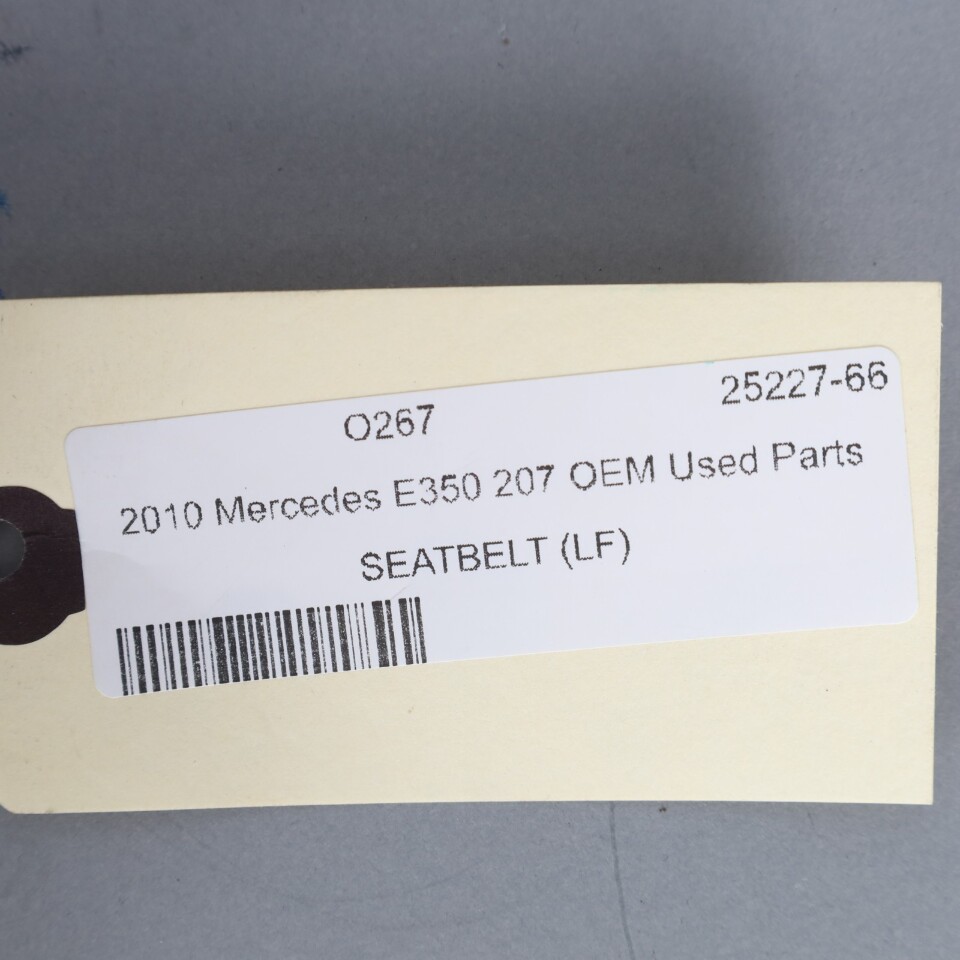 O267 25227-66
2010 Mercedes E350 207 OEM Used Parts
SEATBELT (LF)